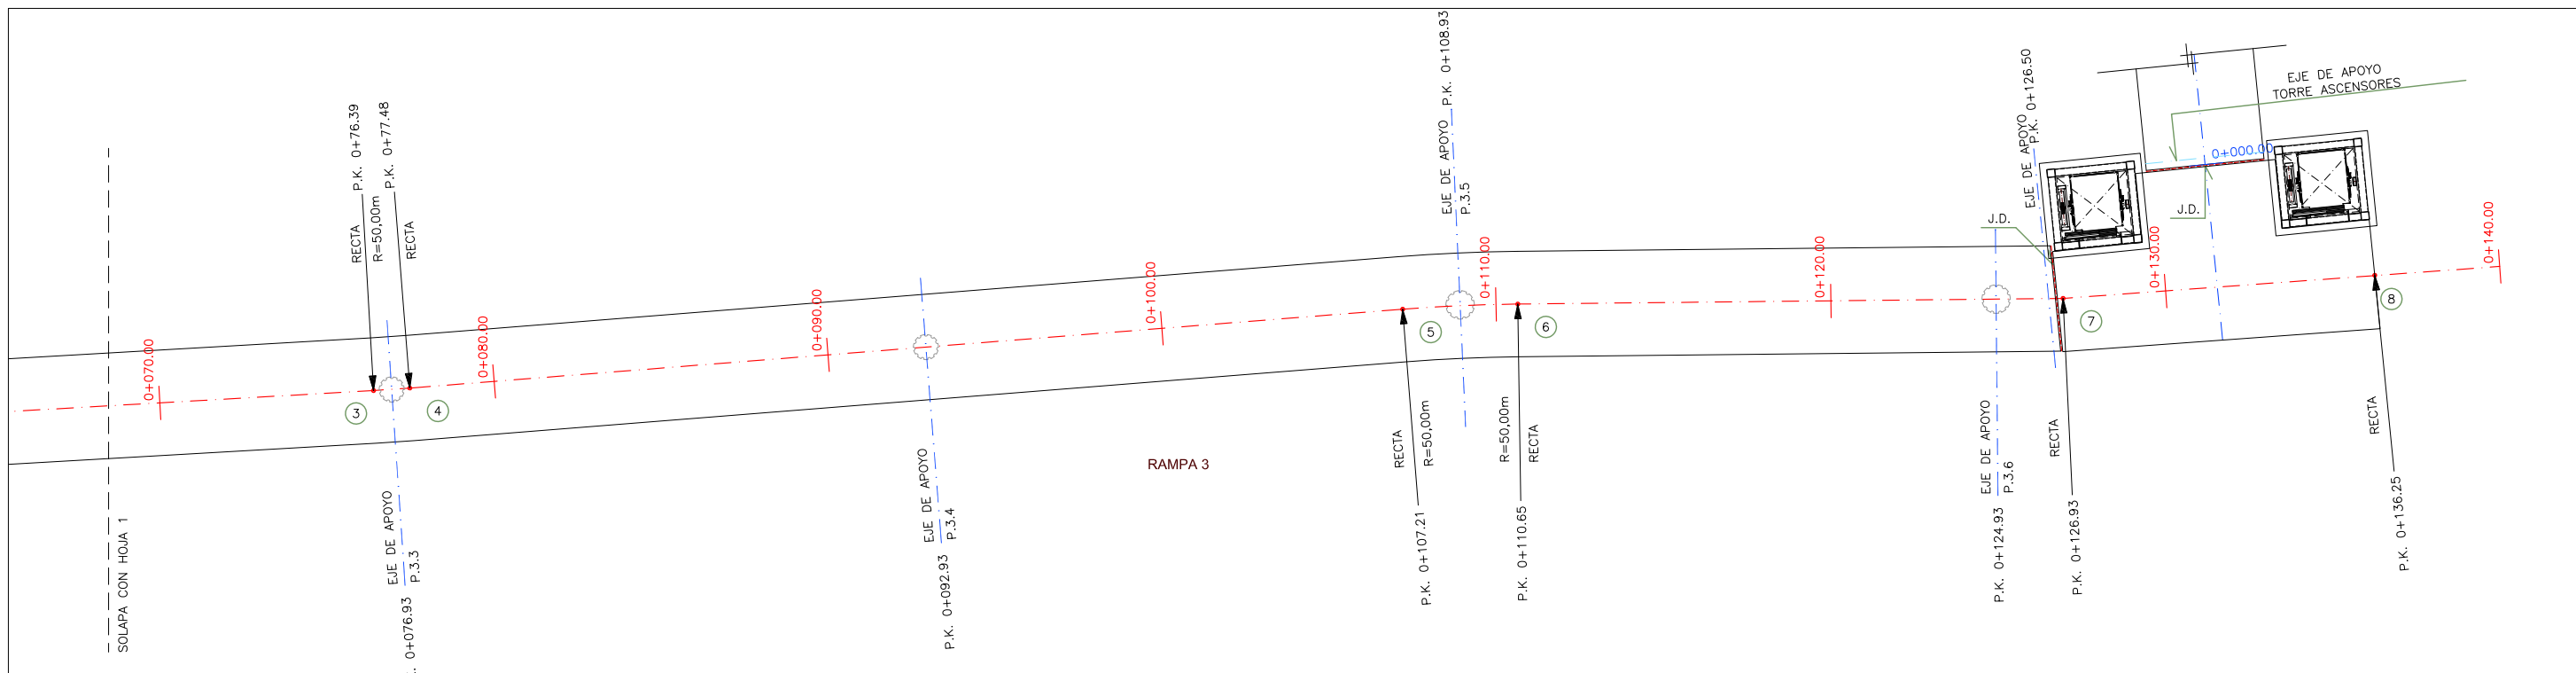 SOLAPA CON HOJA 1
0+070.00
P.K. 0+76.39
RECTA
R=50,00m
P.K. 0+77.48
RECTA
3
4
EJE DE APOYO
P.3.3
. 0+076.93
0+080.00
0+090.00
EJE DE APOYO
P.3.4
P.K. 0+092.93
0+100.00
RAMPA 3
RECTA
R=50,00m
P.K. 0+107.21
5
EJE DE APOYO
P.3.5
P.K. 0+108.93
0+110.00
6
R=50,00m
RECTA
P.K. 0+110.65
0+120.00
EJE DE APOYO
P.3.6
P.K. 0+124.93
J.D.
EJE DE APOYO
P.K. 0+126.50
RECTA
P.K. 0+126.93
7
0+130.00
J.D.
0+000.00
EJE DE APOYO
TORRE ASCENSORES
RECTA
P.K. 0+136.25
8
0+140.00